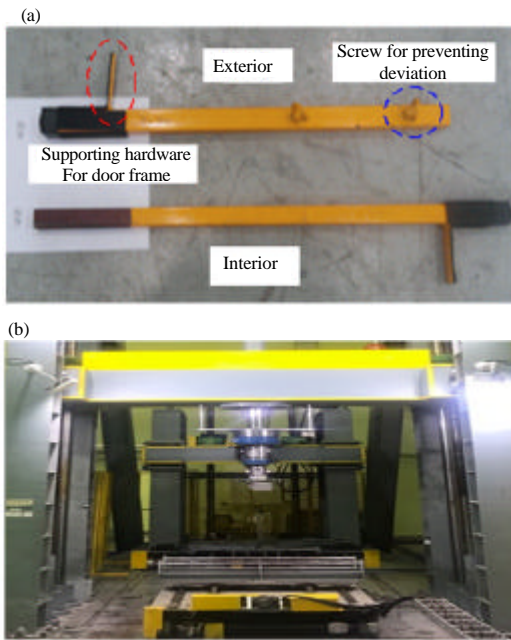 (a)
Exterior
Screw for preventing
deviation
Supporting hardware
For door frame
Interior
(b)